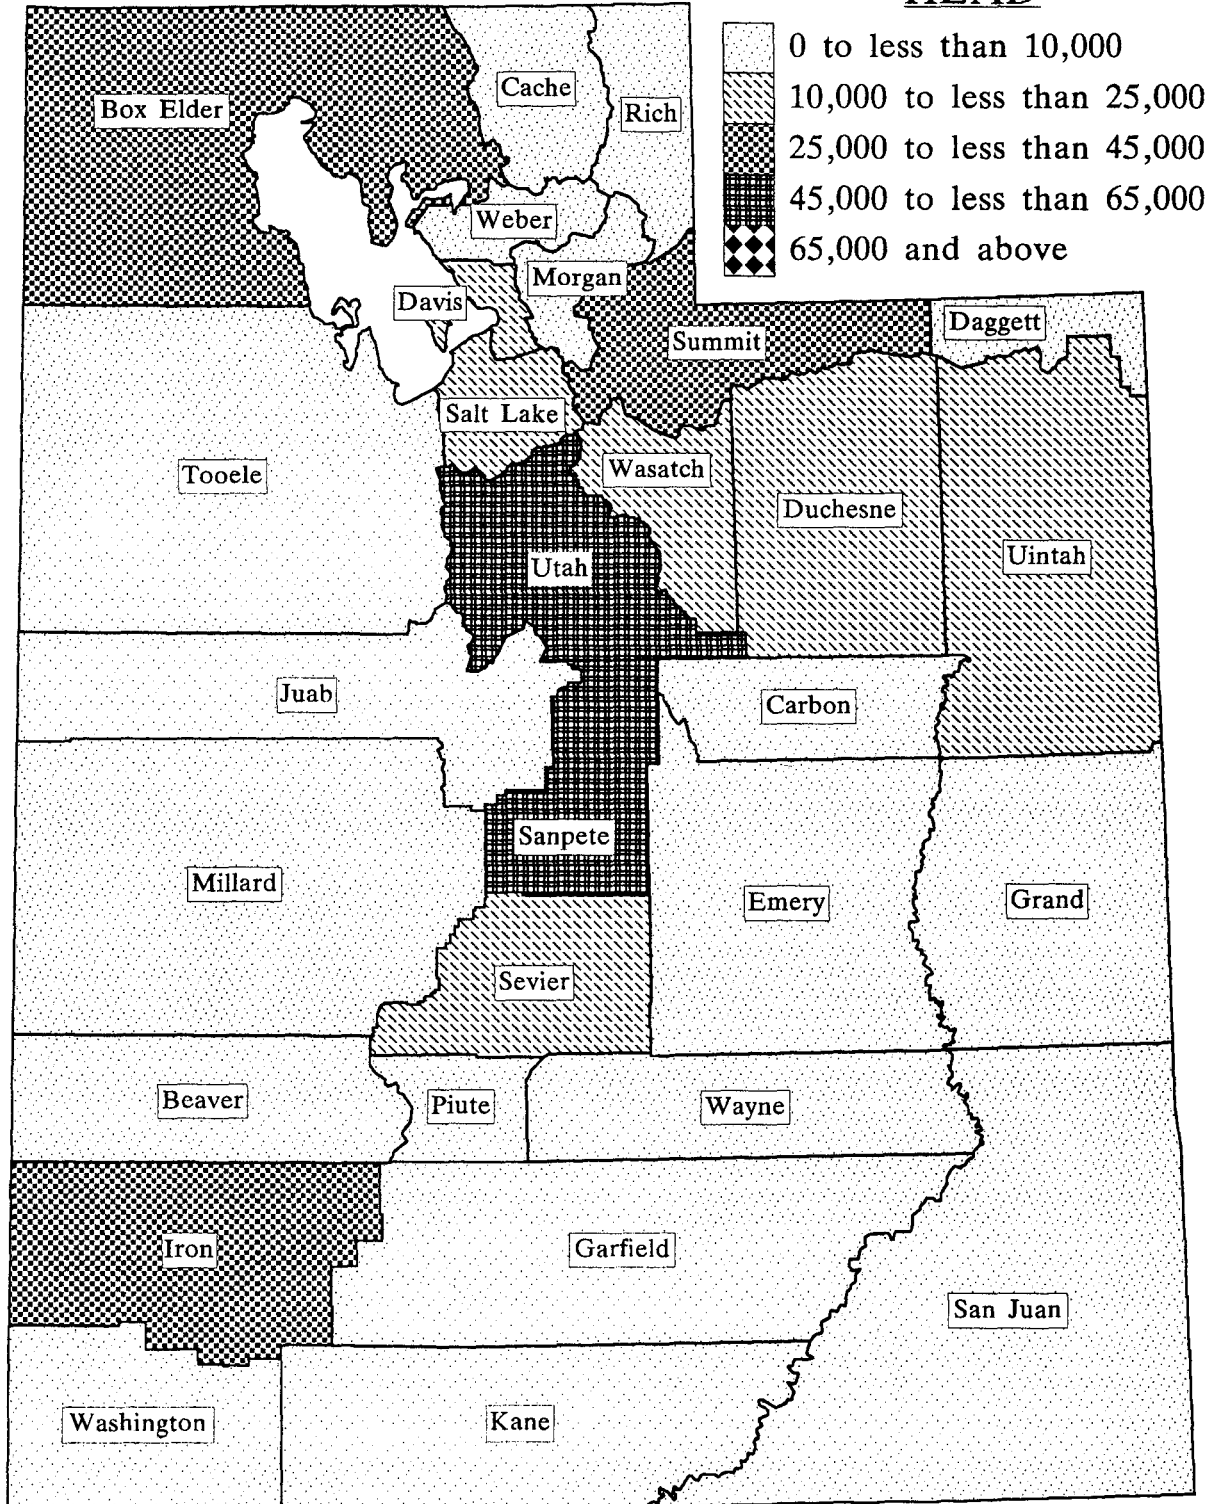 HEAD
0 to less than 10,000
10,000 to less than 25,000
25,000 to less than 45,000
45,000 to less than 65,000
65,000 and above
Cache
Box Elder
Rich
Weber
Morgan
Davis
Daggett
Summit
Salt Lake
Wasatch
Tooele
Duchesne
Uintah
Utah
Juab
Carbon
Sanpete
Millard
Emery
Grand
Sevier
Beaver
Piute
Wayne
Iron
Garfield
San Juan
Washington
Kane